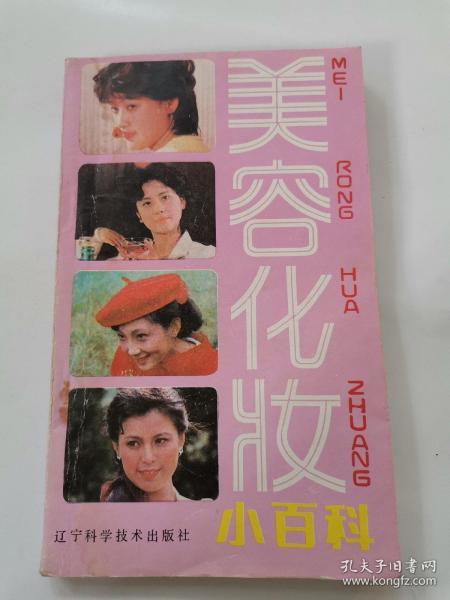 美容化妆
MEI RONG HUA ZHUANG
小百科
辽宁科学技术出版社
孔夫子旧书网
www.kongfz.com